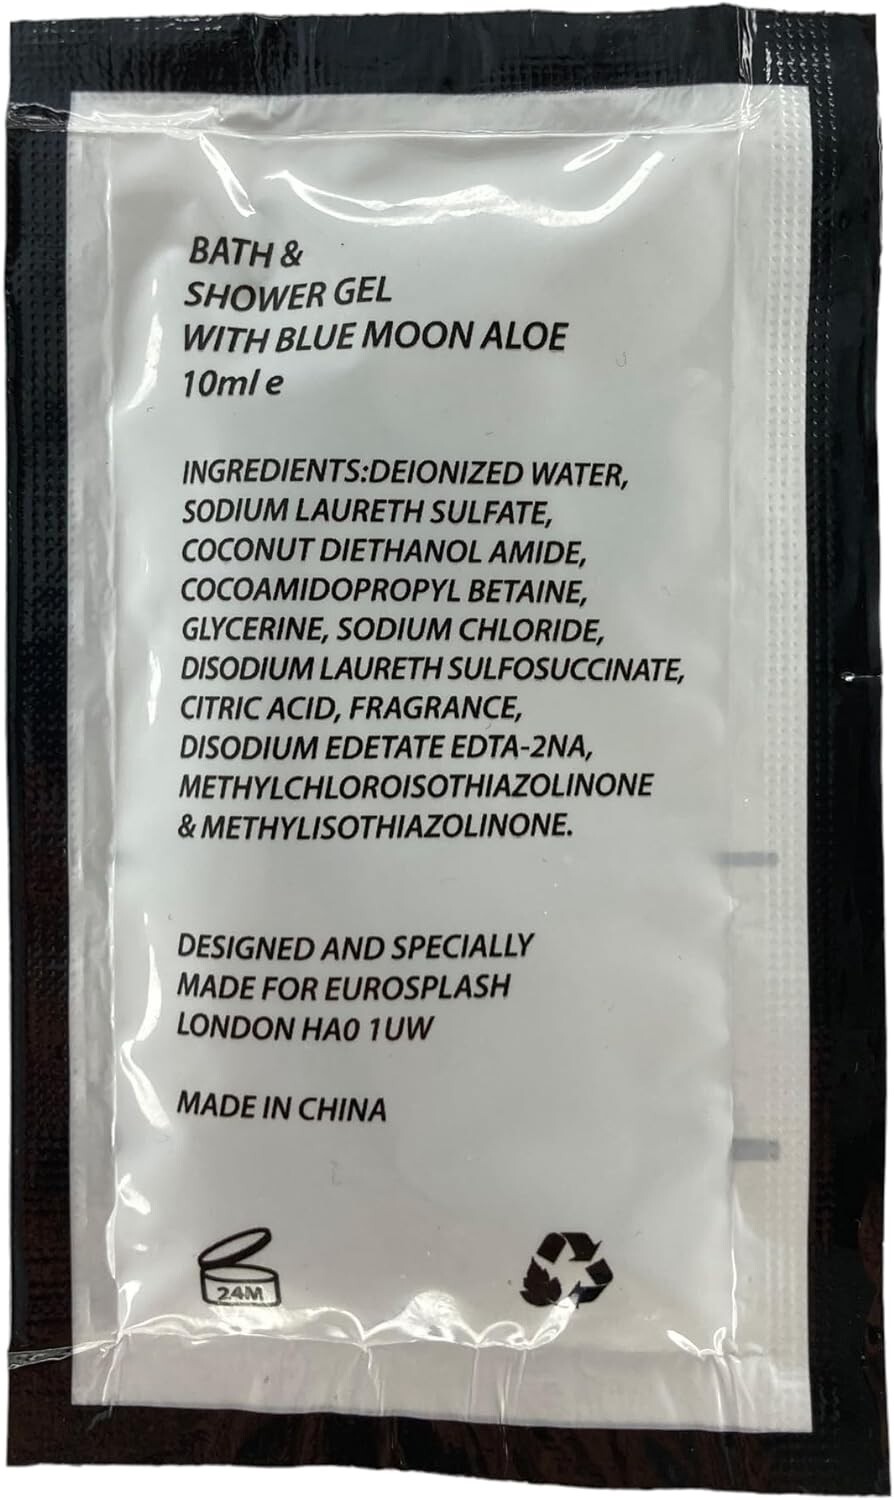 BATH &
SHOWER GEL
WITH BLUE MOON ALOE
10ml e
INGREDIENTS:DEIONIZED WATER,
SODIUM LAURETH SULFATE,
COCONUT DIETHANOL AMIDE,
COCOAMIDOPROPYL BETAINE,
GLYCERINE, SODIUM CHLORIDE,
DISODIUM LAURETH SULFOSUCCINATE,
CITRIC ACID, FRAGRANCE,
DISODIUM EDETATE EDTA-2NA,
METHYLCHLOROISOTHIAZOLINONE
& METHYLISOTHIAZOLINONE.
DESIGNED AND SPECIALLY
MADE FOR EUROSPLASH
LONDON HA0 1UW
MADE IN CHINA
24M